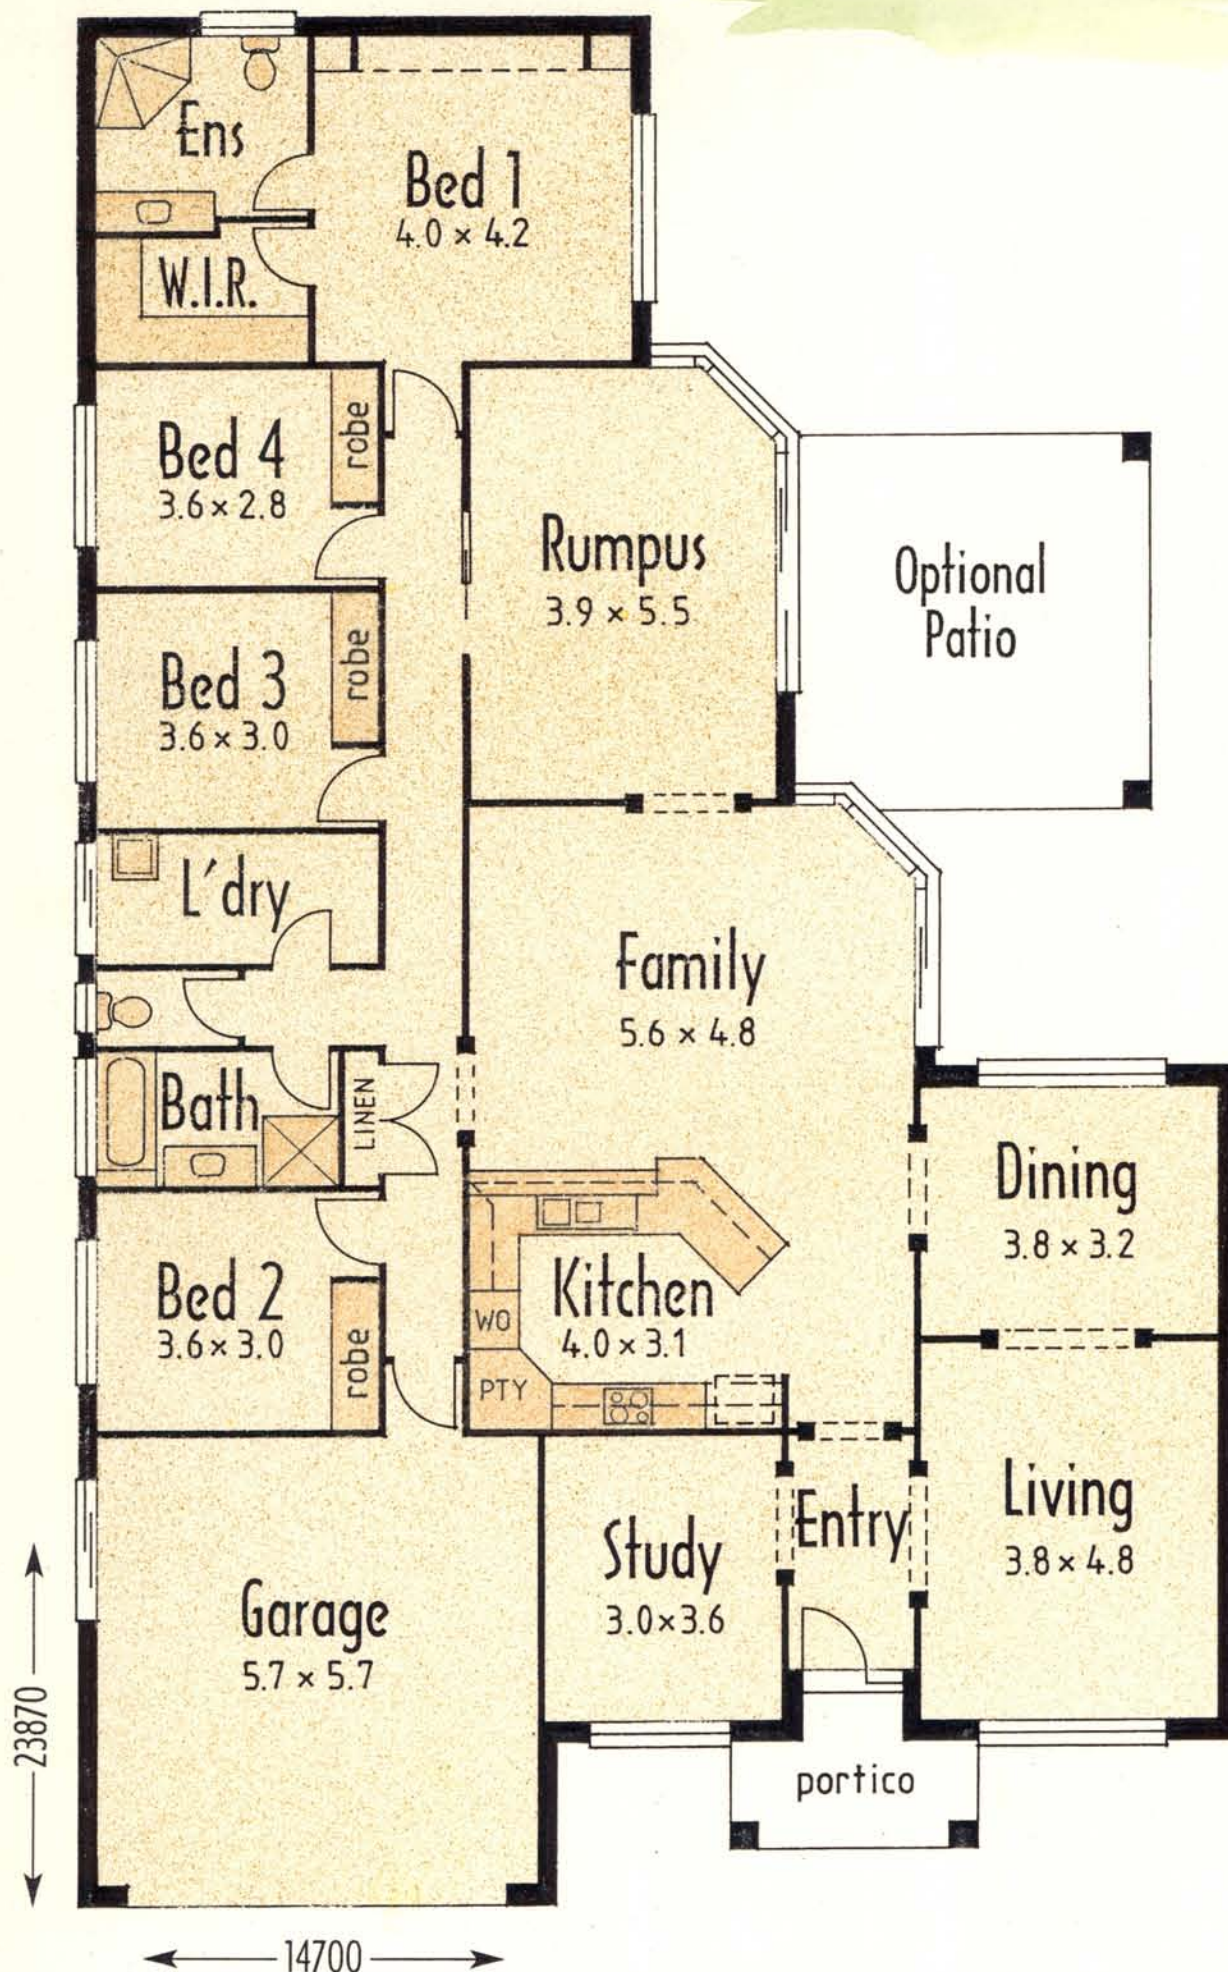 Ens
Bed 1
4.0 × 4.2
W.I.R.
Bed 4
3.6 × 2.8
robe
Rumpus
3.9 × 5.5
Optional
Patio
Bed 3
3.6 × 3.0
robe
L'dry
Family
5.6 × 4.8
Bath
LINEN
Dining
3.8 × 3.2
Bed 2
3.6 × 3.0
robe
Kitchen
4.0 × 3.1
WO
PTY
Living
3.8 × 4.8
Entry
Study
3.0 × 3.6
Garage
5.7 × 5.7
portico
23870
14700